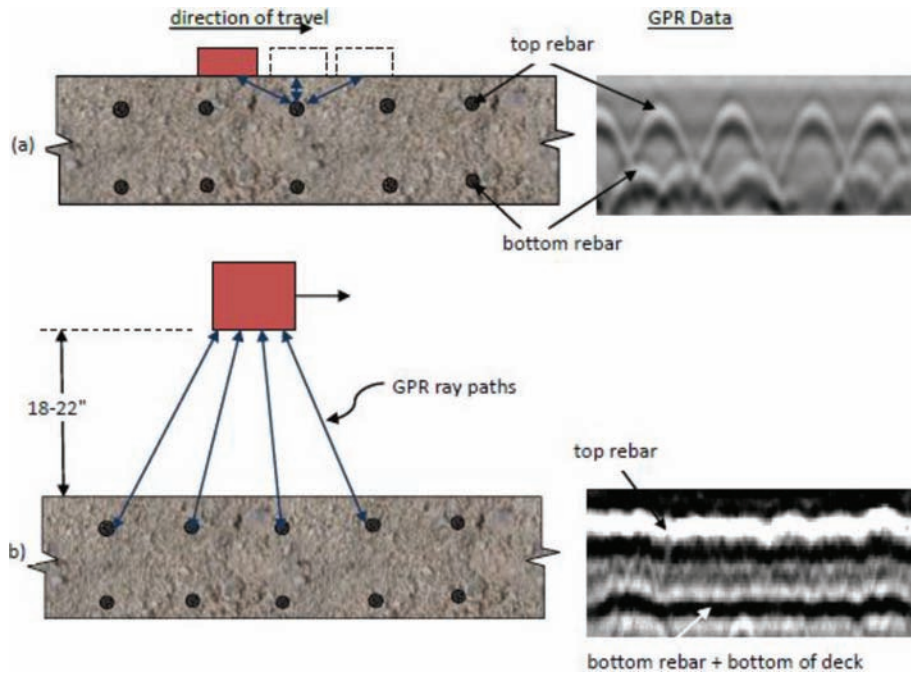 direction of travel
GPR Data
top rebar
(a)
bottom rebar
18-22"
GPR ray paths
top rebar
b)
bottom rebar + bottom of deck